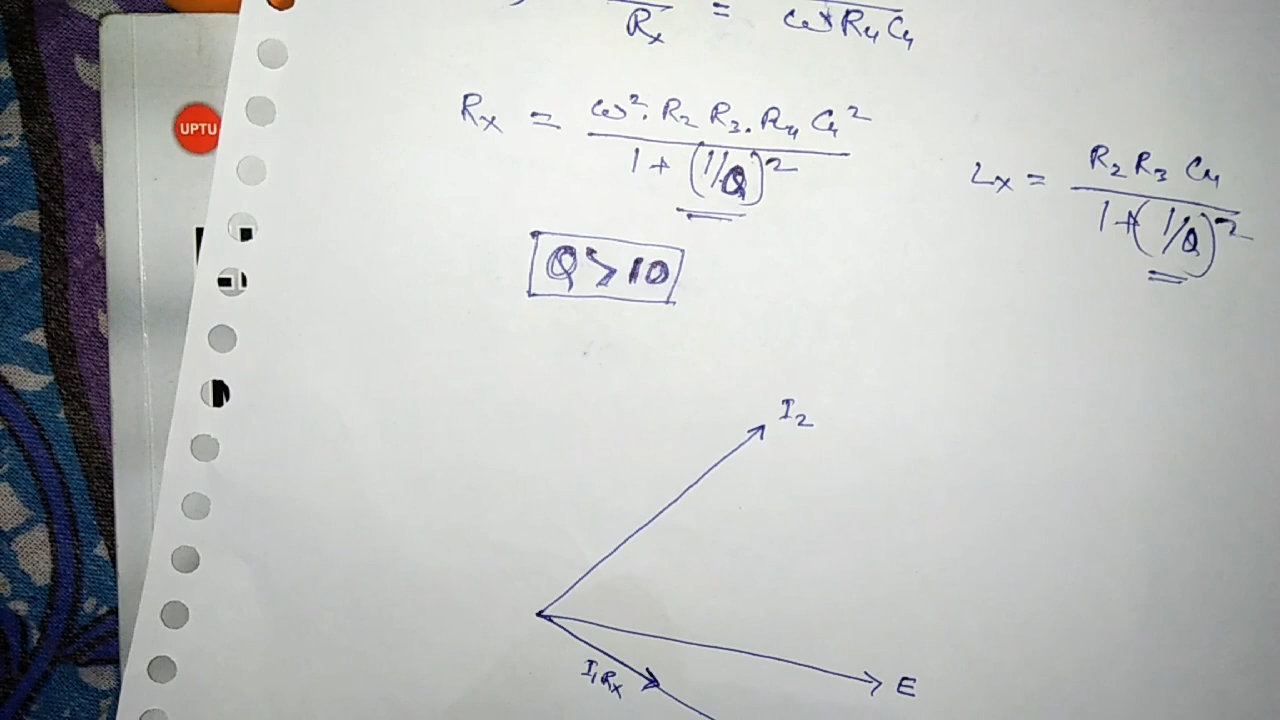 Rx = ωR4C4
UPTU
Rx = ω². R2 R3. R4 C4² / 1 + (1/Q)²
Lx = R2 R3 C4 / 1 + (1/Q)²
Q > 10
I2
I1Rx
E